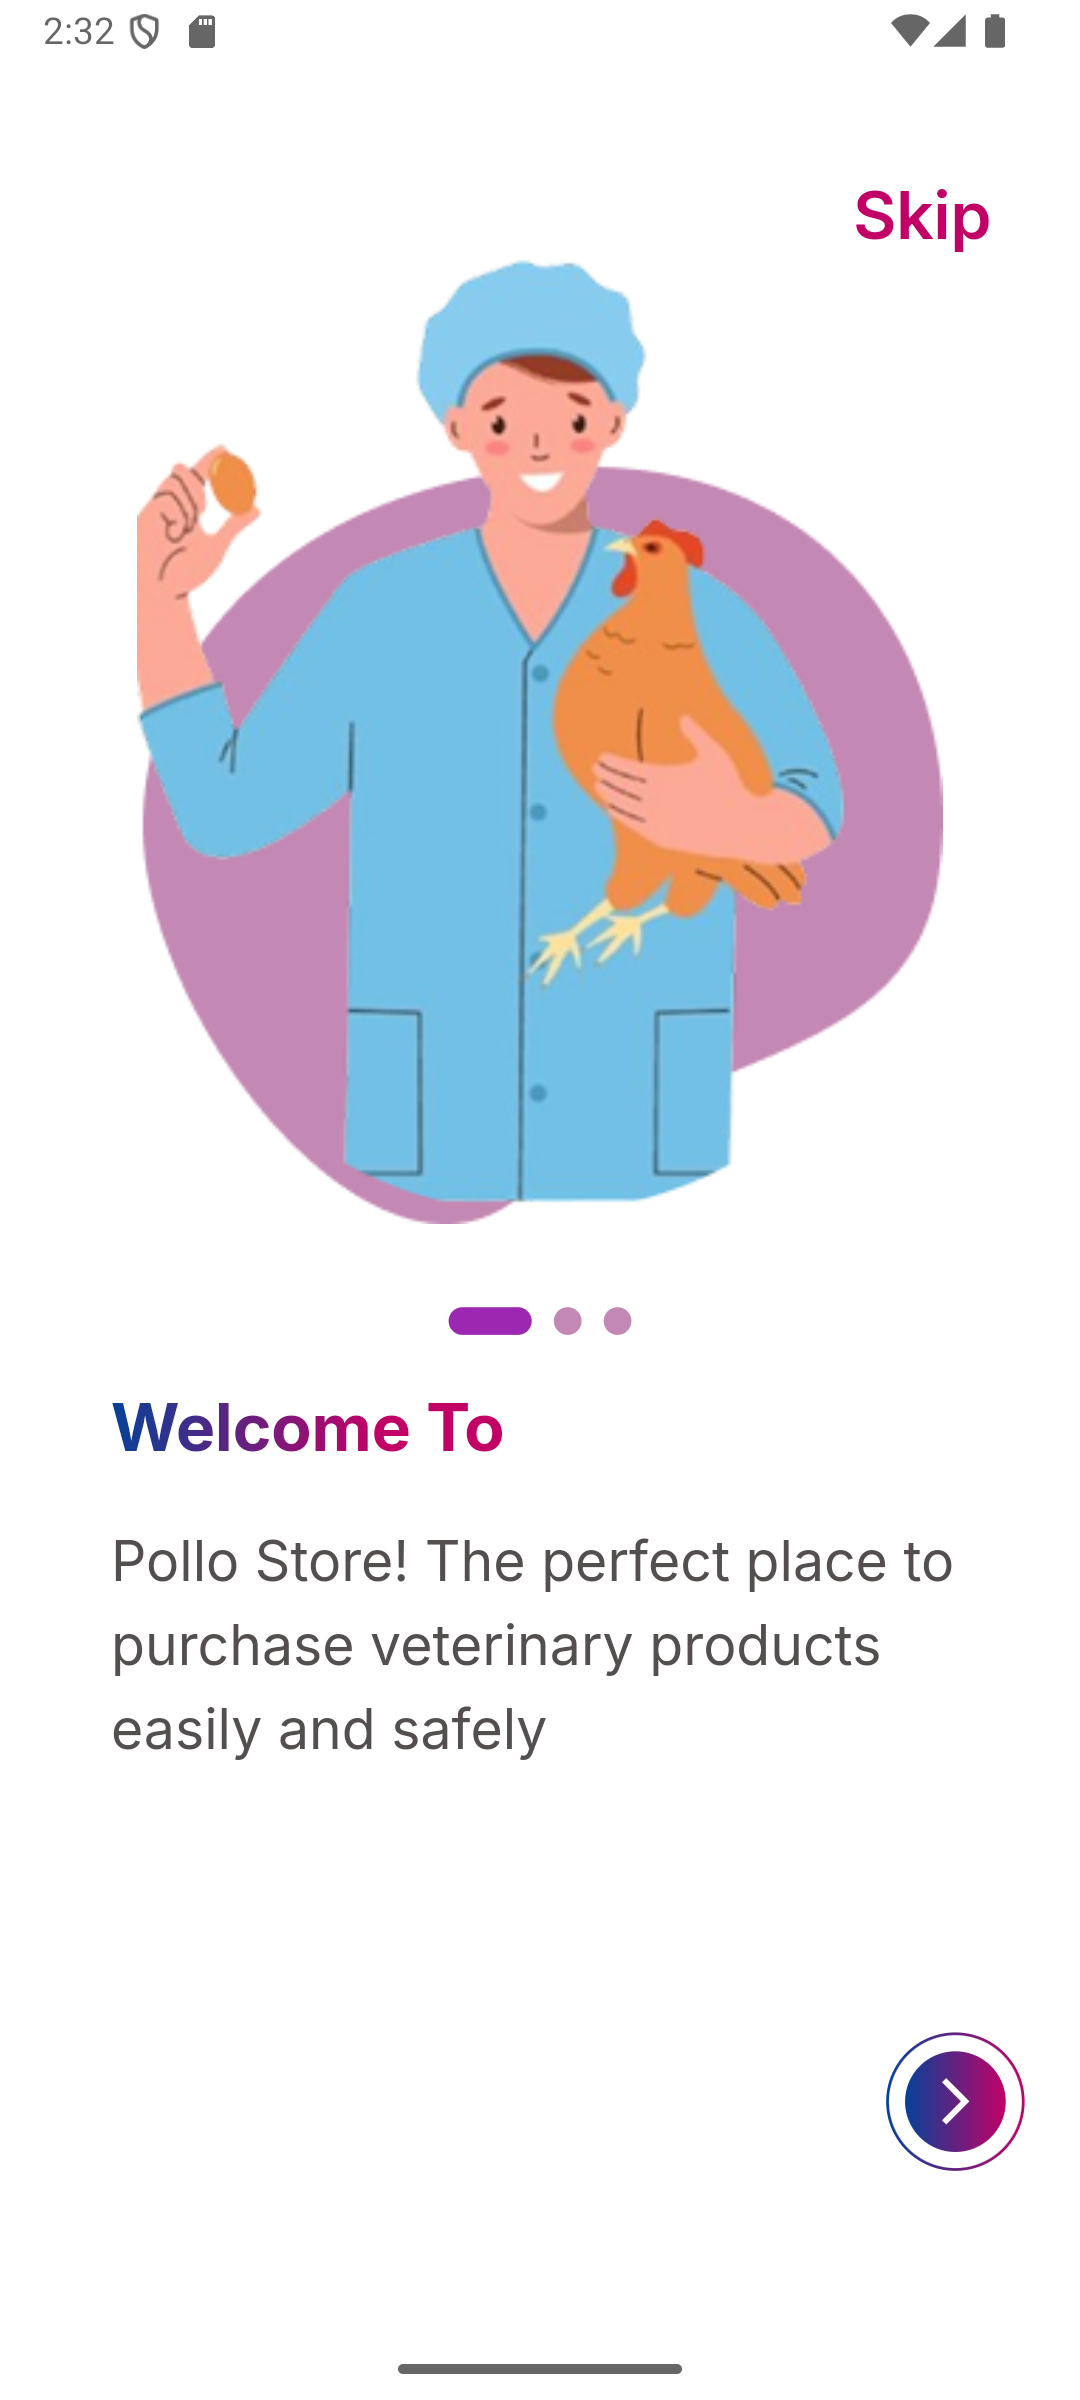 2:32
Skip
Welcome To
Pollo Store! The perfect place to
purchase veterinary products
easily and safely